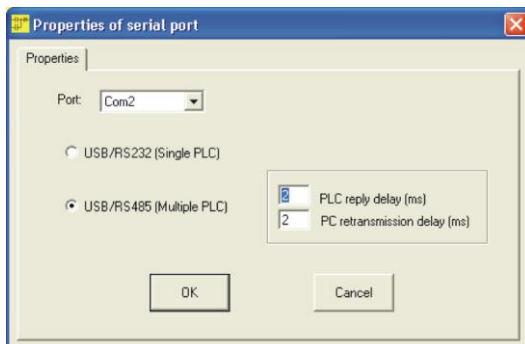 Properties of serial port
Properties
Port: Com2
USB/RS232 (Single PLC)
USB/RS485 (Multiple PLC)
2 PLC reply delay (ms)
2 PC retransmission delay (ms)
OK Cancel